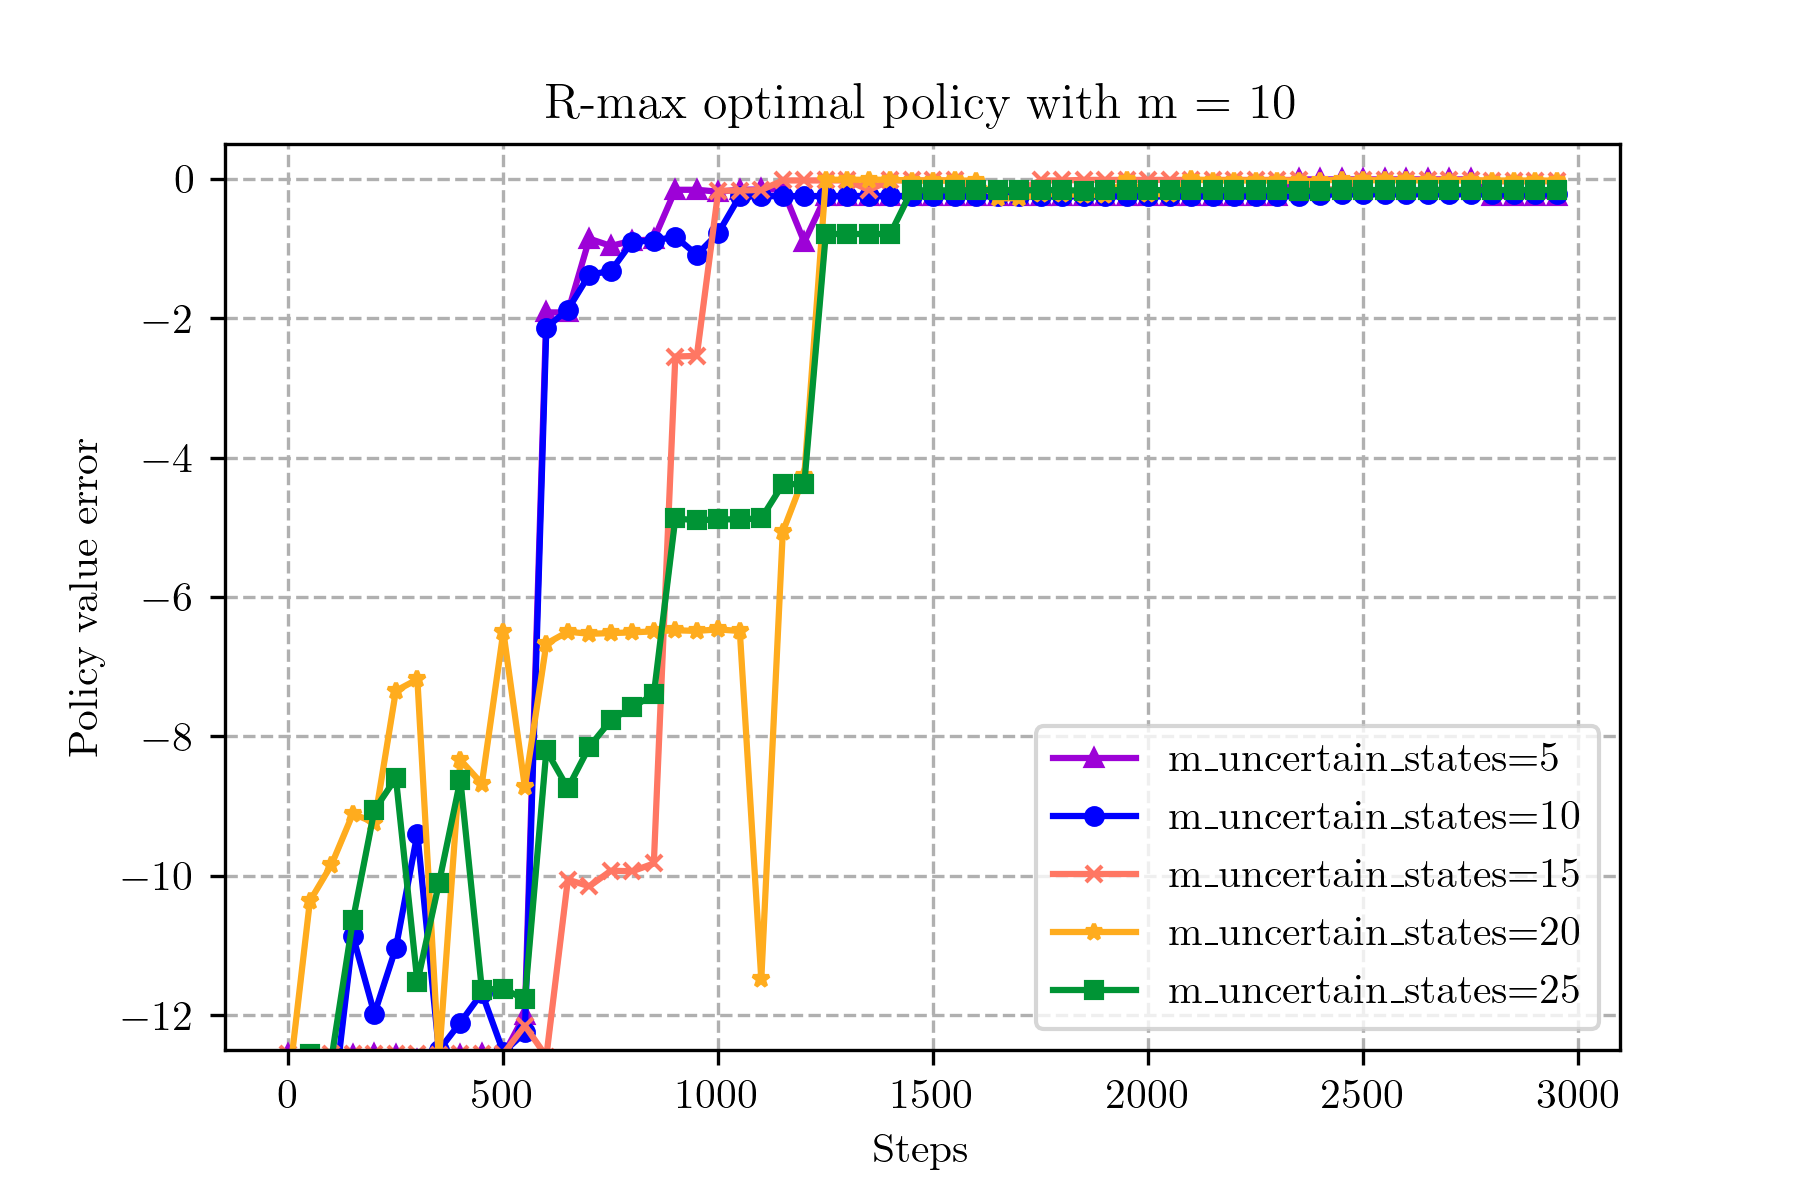 R-max optimal policy with m = 10
Policy value error
0
−2
−4
−6
−8
−10
−12
m_uncertain_states=5
m_uncertain_states=10
m_uncertain_states=15
m_uncertain_states=20
m_uncertain_states=25
0 500 1000 1500 2000 2500 3000
Steps